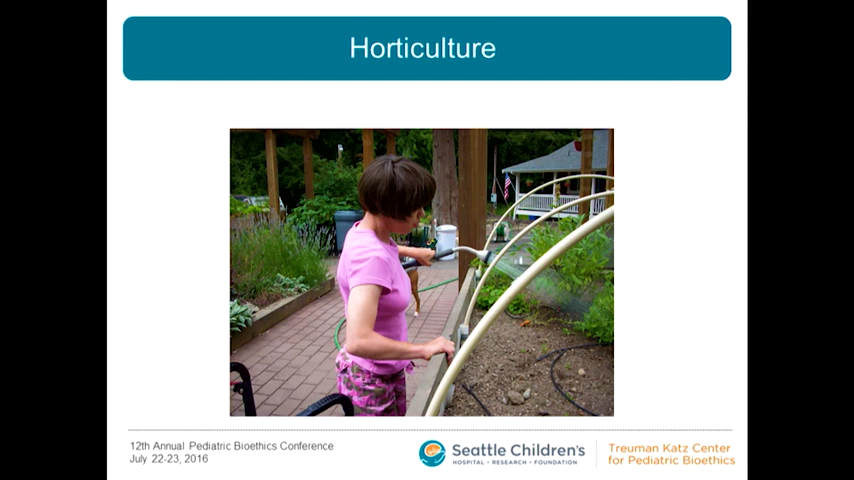 Horticulture
12th Annual Pediatric Bioethics Conference
July 22-23, 2016
Seattle Children's
HOSPITAL • RESEARCH • FOUNDATION
Treuman Katz Center
for Pediatric Bioethics